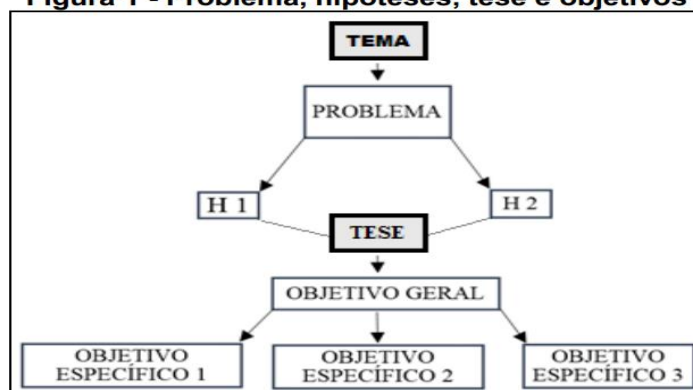 Figura 1 - Problema, hipóteses, tese e objetivos
TEMA
PROBLEMA
H 1
H 2
TESE
OBJETIVO GERAL
OBJETIVO
ESPECÍFICO 1
OBJETIVO
ESPECÍFICO 2
OBJETIVO
ESPECÍFICO 3